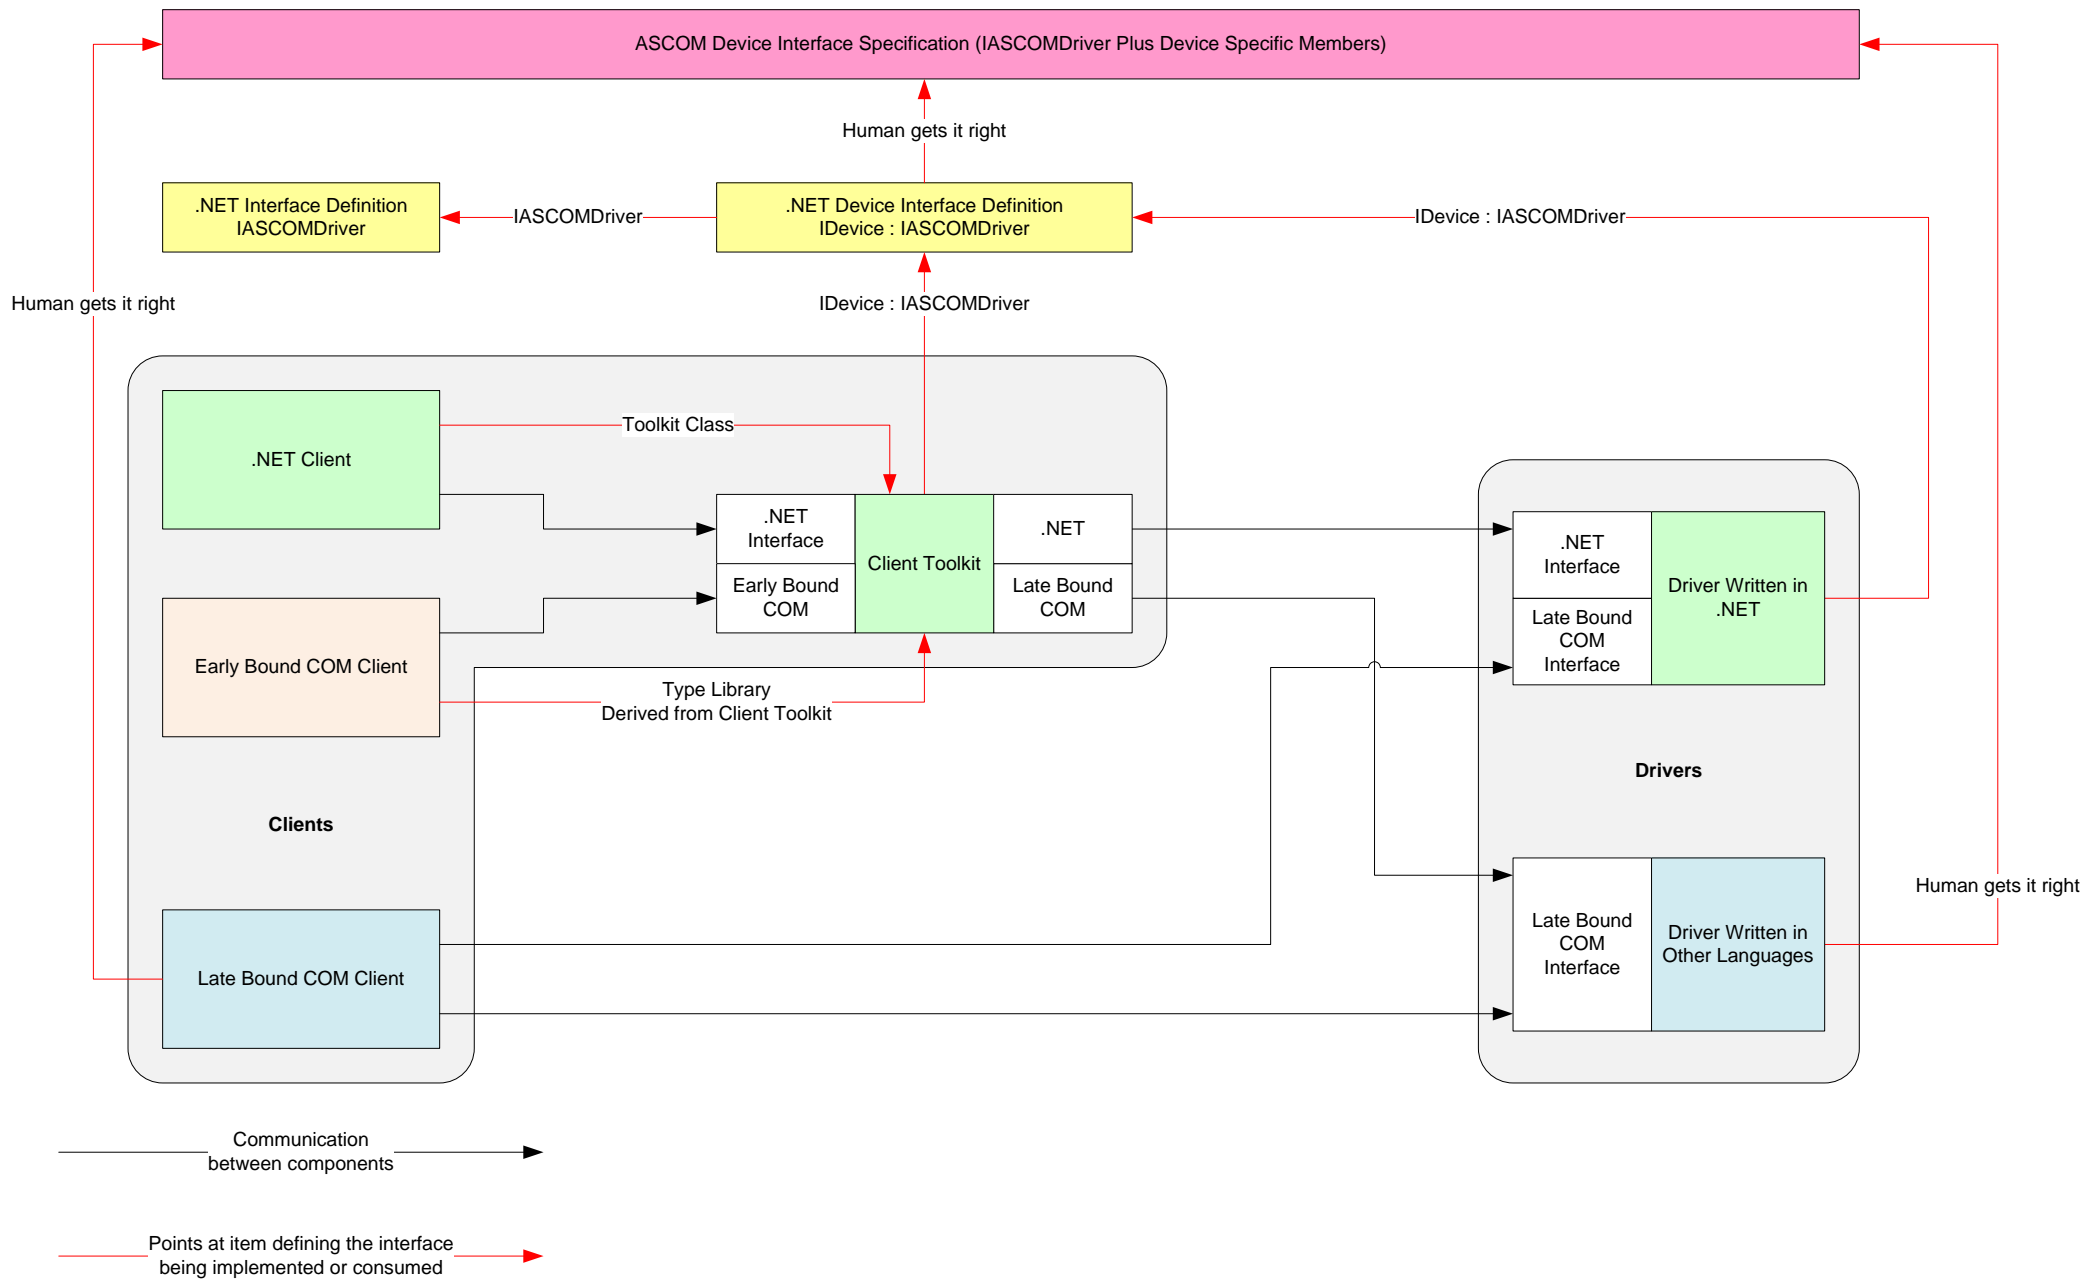 ASCOM Device Interface Specification (IASCOMDriver Plus Device Specific Members)
Human gets it right
.NET Interface Definition
IASCOMDriver
IASCOMDriver
.NET Device Interface Definition
IDevice : IASCOMDriver
IDevice : IASCOMDriver
Human gets it right
IDevice : IASCOMDriver
.NET Client
Toolkit Class
.NET
Interface
Early Bound
COM
Client Toolkit
.NET
Late Bound
COM
.NET
Interface
Late Bound
COM
Interface
Driver Written in
.NET
Early Bound COM Client
Type Library
Derived from Client Toolkit
Drivers
Clients
Human gets it right
Late Bound COM Client
Late Bound
COM
Interface
Driver Written in
Other Languages
Communication
between components
Points at item defining the interface
being implemented or consumed